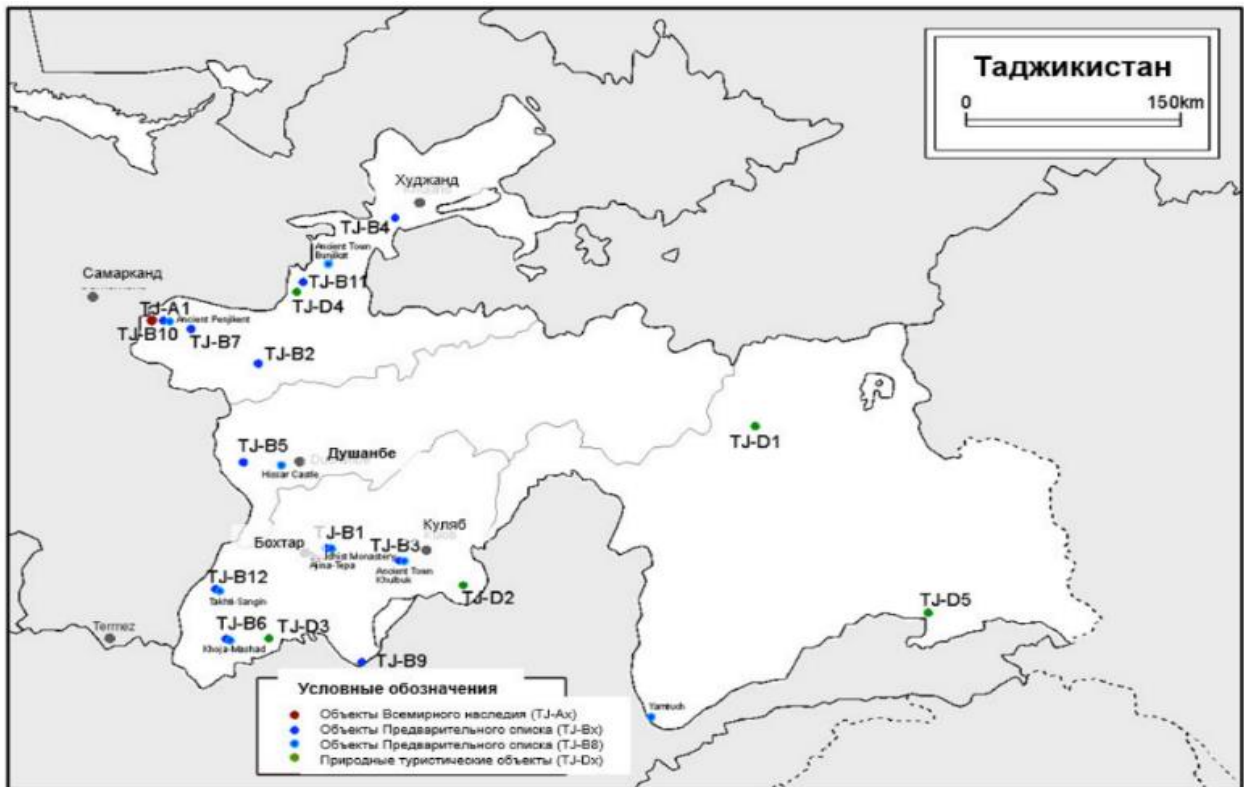 Таджикистан
0 150km
Худжанд
TJ-B4
Ancient Town
Bunjikat
Самарканд
TJ-B11
TJ-D4
TJ-A1
Ancient Penjikent
TJ-B10
TJ-B7
TJ-B2
TJ-D1
TJ-B5
Душанбе
Hissar Castle
TJ-B1
Куляб
Бохтар
TJ-B3
Monastery
Ajina-Tepa
Ancient Town
Khulbuk
TJ-B12
Takhti-Sangin
TJ-D2
TJ-D5
Termez
TJ-B6
TJ-D3
Khoja-Mashad
TJ-B9
Условные обозначения
Объекты Всемирного наследия (TJ-Ax)
Объекты Предварительного списка (TJ-Bx)
Объекты Предварительного списка (TJ-B8)
Природные туристические объекты (TJ-Dx)